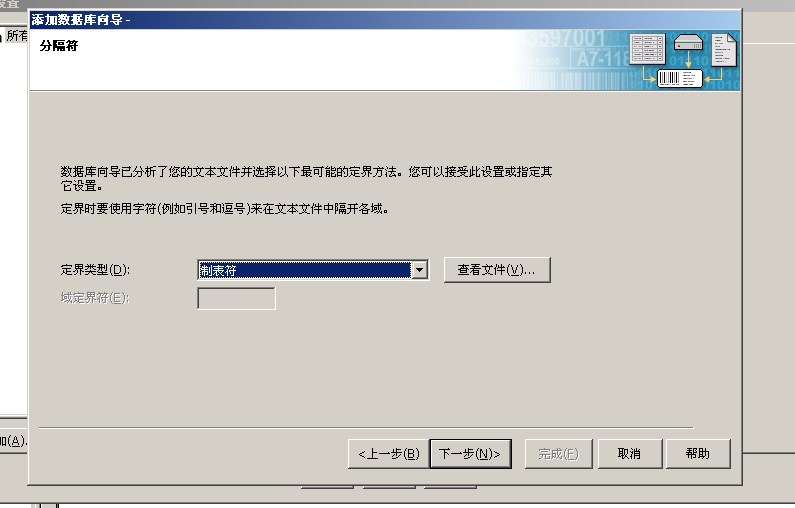 设置
添加数据库向导 -
所有
分隔符
数据库向导已分析了您的文本文件并选择以下最可能的定界方法。您可以接受此设置或指定其
它设置。
定界时要使用字符(例如引号和逗号)来在文本文件中隔开各域。
定界类型(D):
制表符
查看文件(V)...
域定界符(E):
加(A).
<上一步(B)
下一步(N)>
完成(F)
取消
帮助